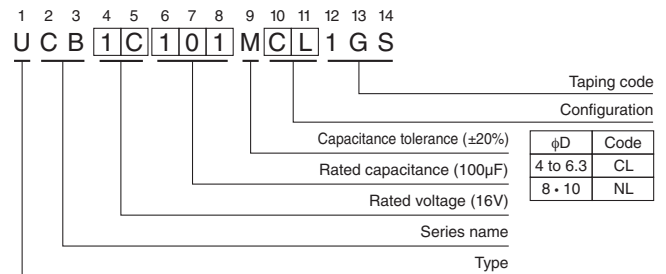 1 2 3 4 5 6 7 8 9 10 11 12 13 14
U C B 1 C 1 0 1 M C L 1 G S
Taping code
Configuration
Capacitance tolerance (±20%)
Rated capacitance (100µF)
Rated voltage (16V)
Series name
Type
ϕD Code
4 to 6.3 CL
8 • 10 NL